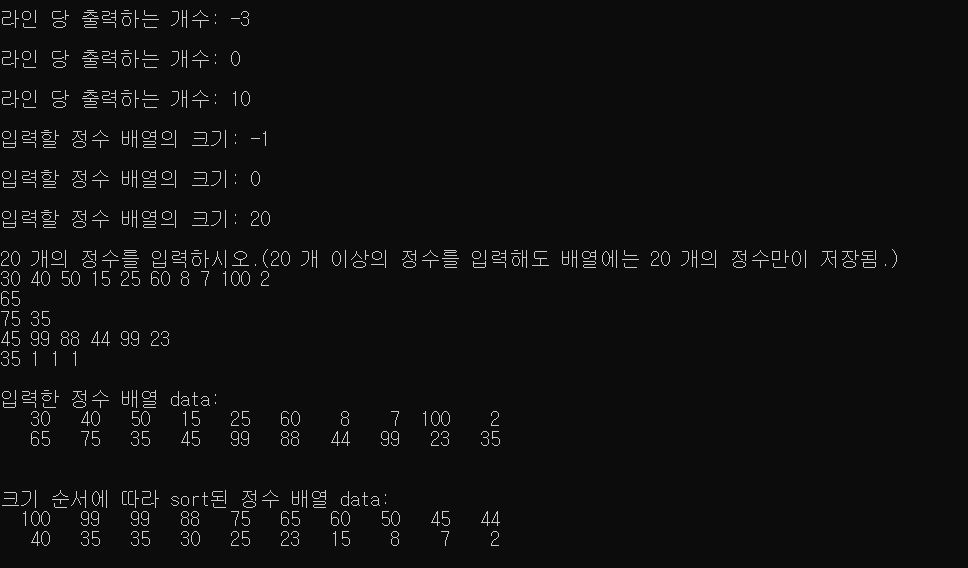 라인 당 출력하는 개수: -3
라인 당 출력하는 개수: 0
라인 당 출력하는 개수: 10
입력할 정수 배열의 크기: -1
입력할 정수 배열의 크기: 0
입력할 정수 배열의 크기: 20
20 개의 정수를 입력하시오.(20 개 이상의 정수를 입력해도 배열에는 20 개의 정수만이 저장됨.)
30 40 50 15 25 60 8 7 100 2
65
75 35
45 99 88 44 99 23
35 1 1 1
입력한 정수 배열 data:
30 40 50 15 25 60 8 7 100 2
65 75 35 45 99 88 44 99 23 35
크기 순서에 따라 sort된 정수 배열 data:
100 99 99 88 75 65 60 50 45 44
40 35 35 30 25 23 15 8 7 2